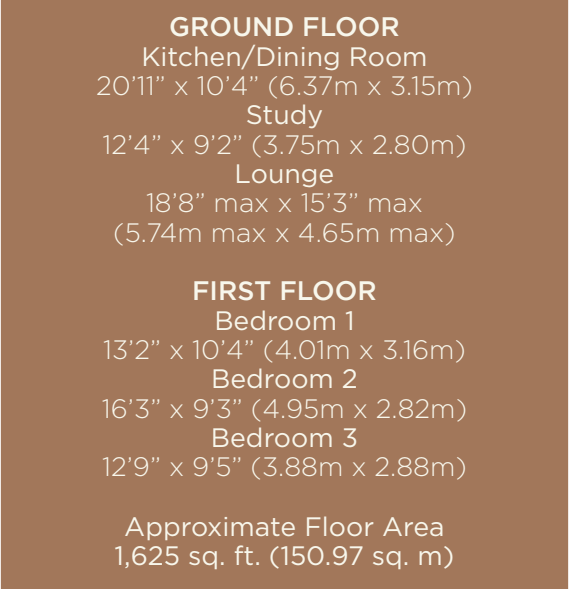 GROUND FLOOR
Kitchen/Dining Room
20’11” x 10’4” (6.37m x 3.15m)
Study
12’4” x 9’2” (3.75m x 2.80m)
Lounge
18’8” max x 15’3” max
(5.74m max x 4.65m max)
FIRST FLOOR
Bedroom 1
13’2” x 10’4” (4.01m x 3.16m)
Bedroom 2
16’3” x 9’3” (4.95m x 2.82m)
Bedroom 3
12’9” x 9’5” (3.88m x 2.88m)
Approximate Floor Area
1,625 sq. ft. (150.97 sq. m)